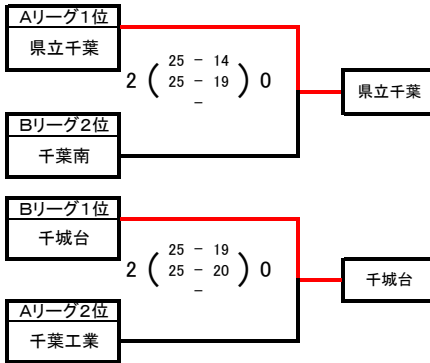 Aリーグ1位
県立千葉
25 - 14
2 ( 25 - 19 ) 0
-
県立千葉
Bリーグ2位
千葉南
Bリーグ1位
千城台
25 - 19
2 ( 25 - 20 ) 0
-
千城台
Aリーグ2位
千葉工業